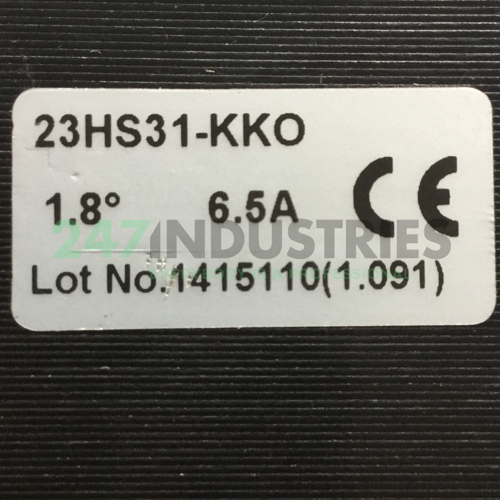 23HS31-KKO
1.8° 6.5A CE
247INDUSTRIES
Lot No.1415110(1.091)